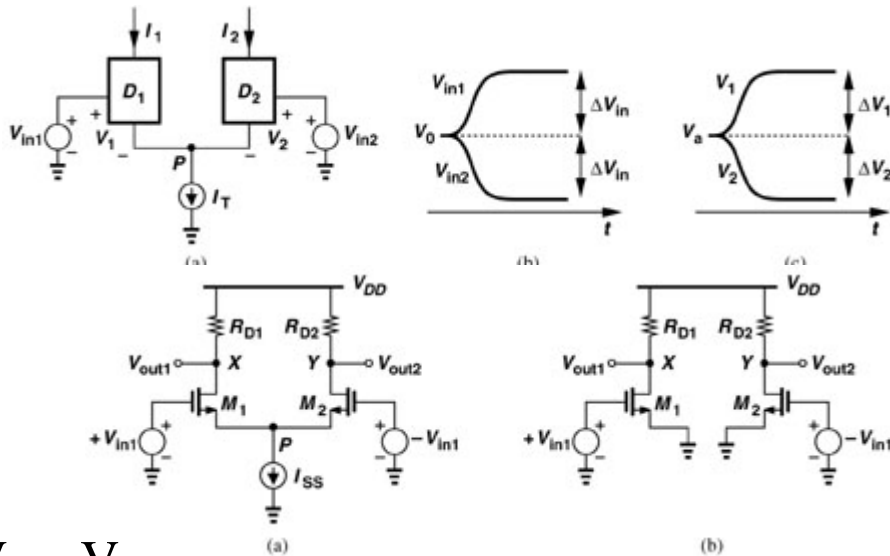 I1 I2
D1 D2
Vin1 + − + V1 − P − V2 + + − Vin2
IT
Vin1
V0
Vin2
ΔVin
ΔVin
t
V1
Va
V2
ΔV1
ΔV2
t
(a) (b) (c)
VDD
RD1 RD2
Vout1 X Y Vout2
M1 M2
+Vin1 + − P + − −Vin1
ISS
(a)
VDD
RD1 RD2
Vout1 X Y Vout2
M1 M2
+Vin1 + − + − −Vin1
(b)